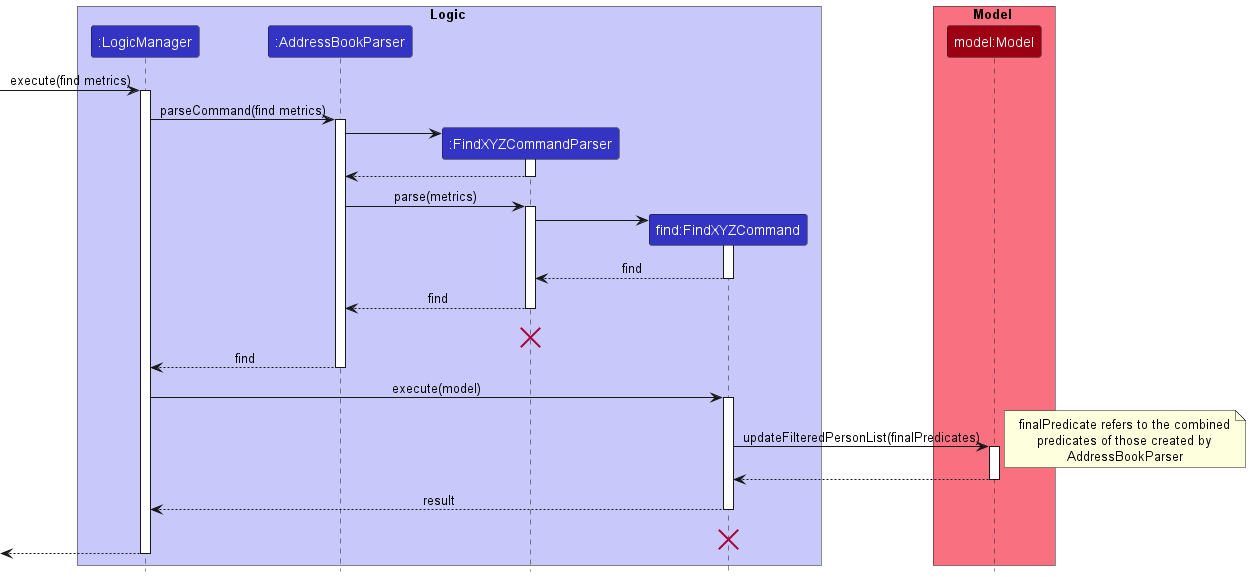 Logic
Model
:LogicManager
:AddressBookParser
model:Model
execute(find metrics)
parseCommand(find metrics)
:FindXYZCommandParser
parse(metrics)
find:FindXYZCommand
find
find
find
execute(model)
finalPredicate refers to the combined
predicates of those created by
AddressBookParser
updateFilteredPersonList(finalPredicates)
result